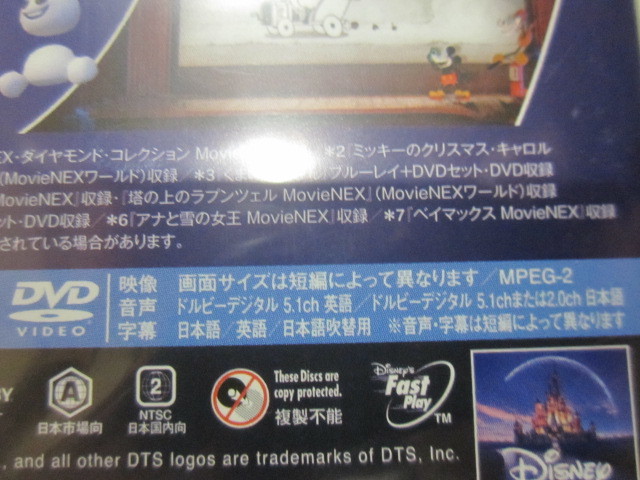 EX・ダイヤモンド・コレクション Movie *2『ミッキーのクリスマス・キャロル
(MovieNEXワールド)収録／*3『くま ブルーレイ+DVDセット・DVD収録
MovieNEX』収録・『塔の上のラプンツェル MovieNEX』(MovieNEXワールド)収録
ット・DVD収録／*6『アナと雪の女王 MovieNEX』収録／*7『ベイマックス MovieNEX』収録
されている場合があります。
DVD VIDEO
映像 画面サイズは短編によって異なります／MPEG-2
音声 ドルビーデジタル 5.1ch 英語／ドルビーデジタル 5.1chまたは2.0ch 日本語
字幕 日本語／英語／日本語吹替用 ※音声・字幕は短編によって異なります
BY
A
日本市場向
2
NTSC
日本国内向
These Discs are
copy protected.
複製不能
Disney's
Fast
Play
TM
, and all other DTS logos are trademarks of DTS, Inc.
Disney